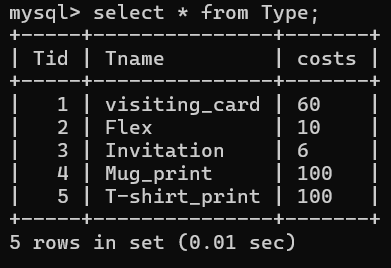 mysql> select * from Type;
+-----+---------------+-------+
| Tid | Tname         | costs |
+-----+---------------+-------+
|   1 | visiting_card | 60    |
|   2 | Flex          | 10    |
|   3 | Invitation    | 6     |
|   4 | Mug_print     | 100   |
|   5 | T-shirt_print | 100   |
+-----+---------------+-------+
5 rows in set (0.01 sec)